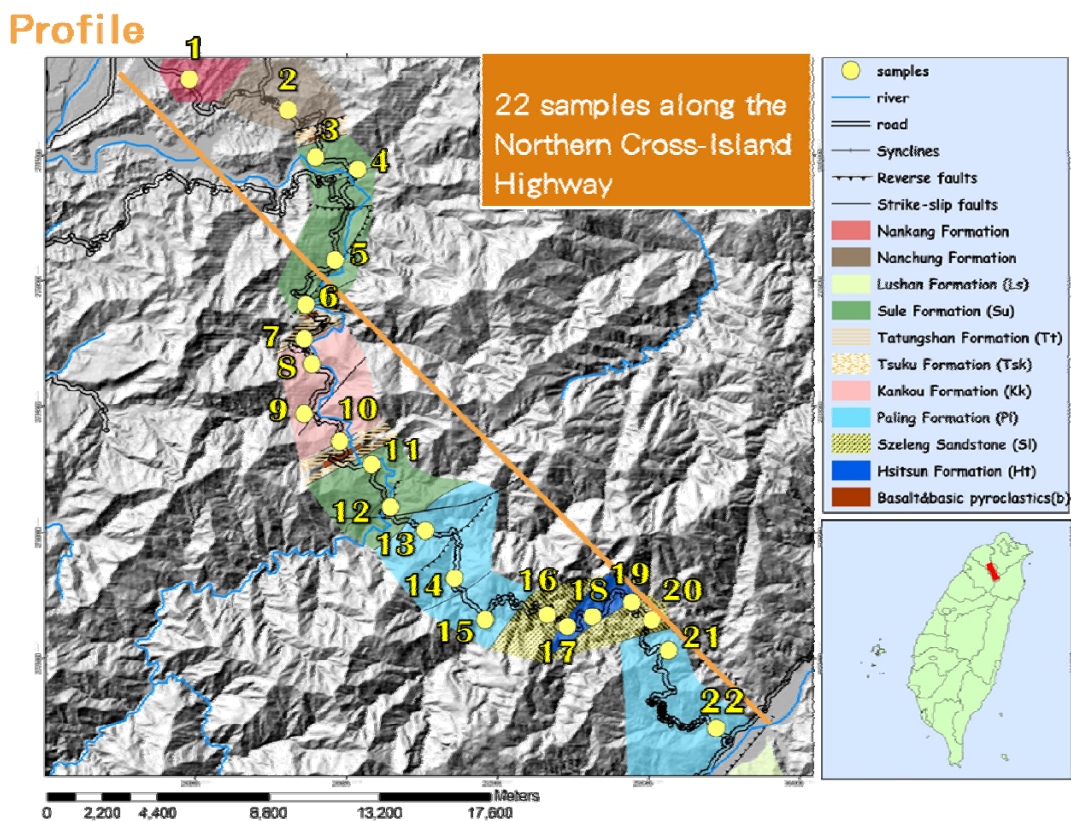 Profile
1
2
3
4
5
6
7
8
9
10
11
12
13
14
15
16
17
18
19
20
21
22
22 samples along the
Northern Cross-Island
Highway
samples
river
road
Synclines
Reverse faults
Strike-slip faults
Nankang Formation
Nanchung Formation
Lushan Formation (Ls)
Sule Formation (Su)
Tatungshan Formation (Tt)
Tsuku Formation (Tsk)
Kankou Formation (Kk)
Paling Formation (Pl)
Szeleng Sandstone (Sl)
Hsitsun Formation (Ht)
Basalt&basic pyroclastics(b)
Meters
0 2,200 4,400 8,800 13,200 17,600